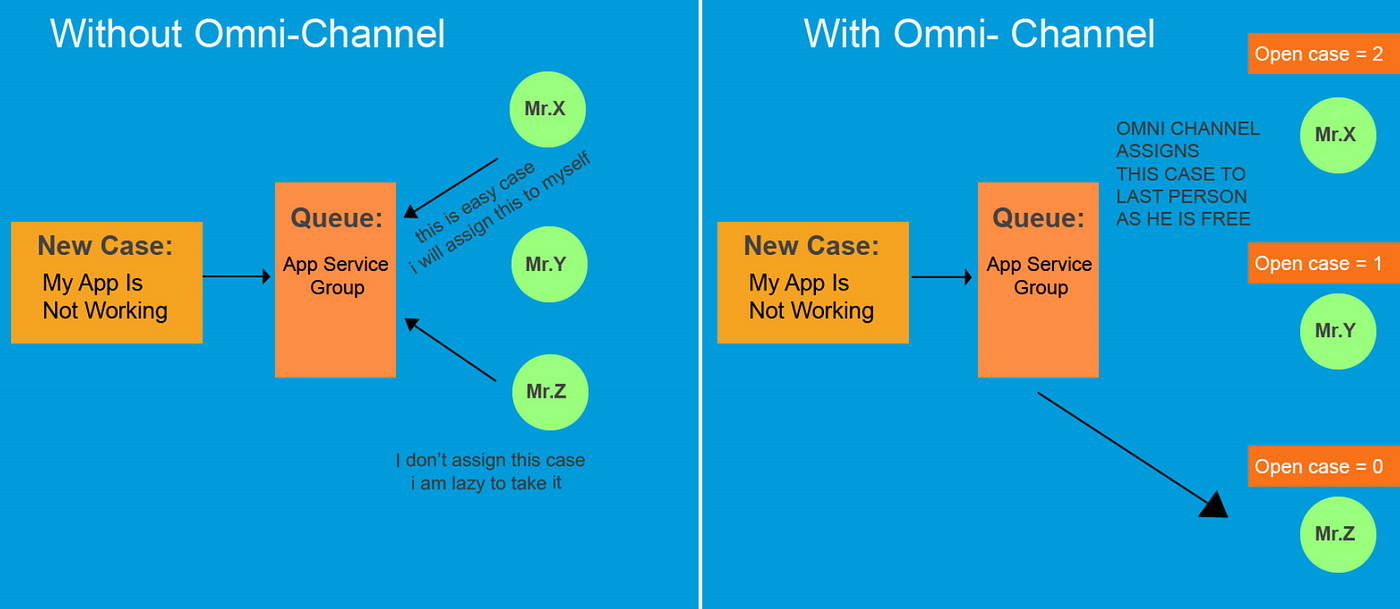 Without Omni-Channel
Mr.X
this is easy case
i will assign this to myself
New Case:
My App Is
Not Working
Queue:
App Service
Group
Mr.Y
Mr.Z
I don't assign this case
i am lazy to take it
With Omni- Channel
Open case = 2
Mr.X
OMNI CHANNEL
ASSIGNS
THIS CASE TO
LAST PERSON
AS HE IS FREE
New Case:
My App Is
Not Working
Queue:
App Service
Group
Open case = 1
Mr.Y
Open case = 0
Mr.Z